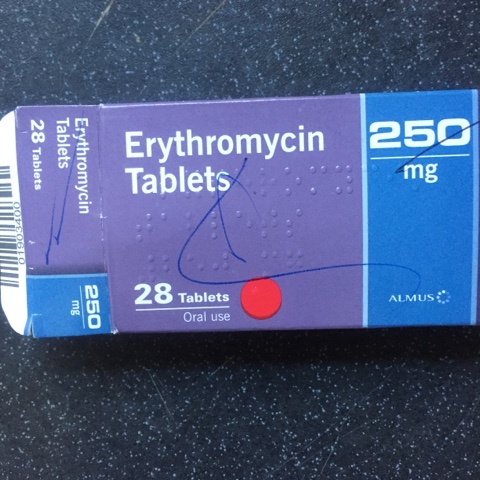 Erythromycin
Tablets
28 Tablets
Oral use
250
mg
ALMUS
Erythromycin
Tablets
28 Tablets
250
mg